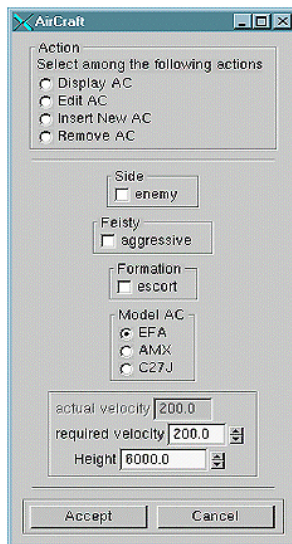 AirCraft
Action
Select among the following actions
Display AC
Edit AC
Insert New AC
Remove AC
Side
enemy
Feisty
aggressive
Formation
escort
Model AC
EFA
AMX
C27J
actual velocity 200.0
required velocity 200.0
Height 6000.0
Accept Cancel